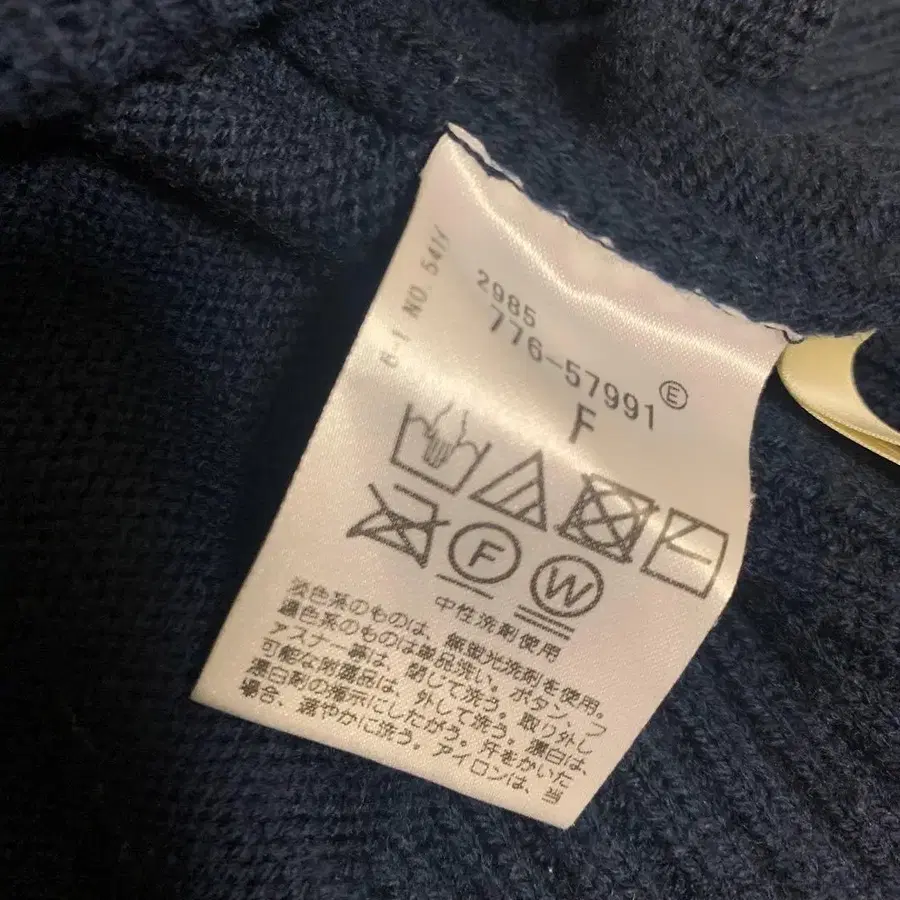 2985
776-57991 Ⓔ
F
F
W
中性洗剤使用
淡色系のものは、無蛍光洗剤を使用。
濃色系のものは単品洗い。ボタン、フ
アスナー等は、閉じて洗う。取り外し
可能な附属品は、外して洗う。漂白は、
漂白剤の指示にしたがう。汗をかいた
場合、速やかに洗う。アイロンは、当
NO. 541Y